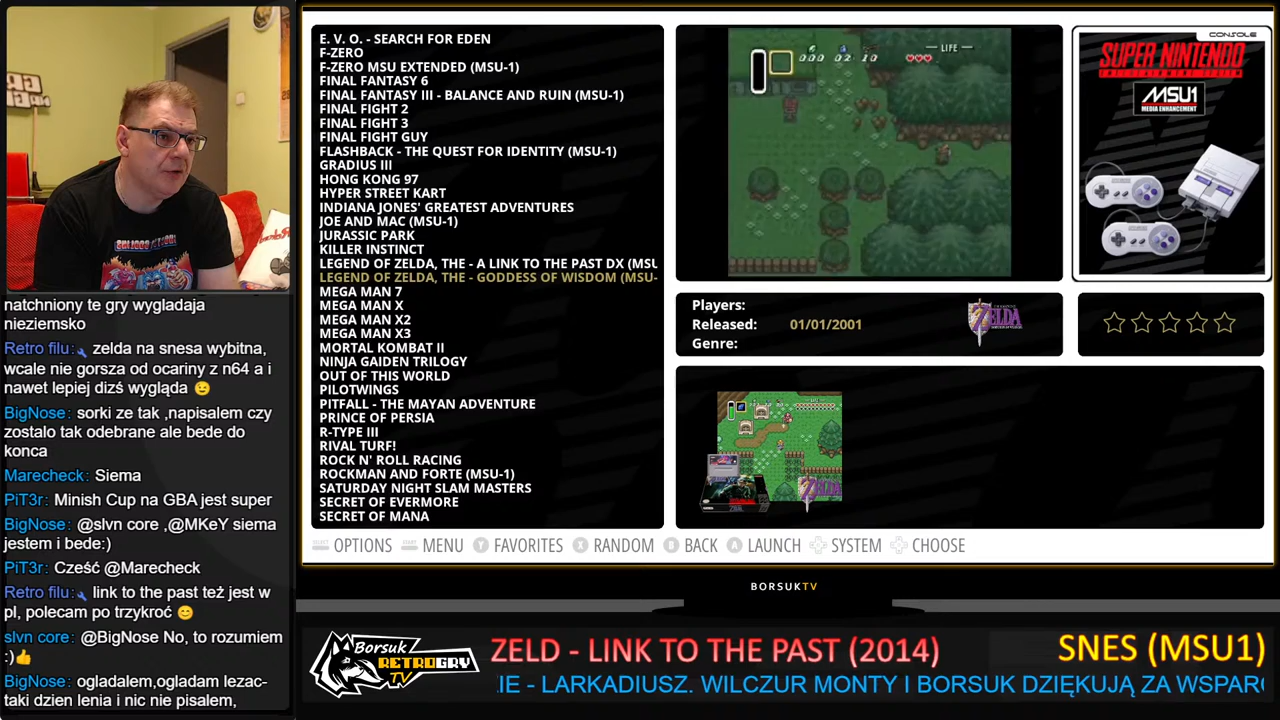 natchniony te gry wygladaja
nieziemsko
Retro filu: zelda na snesa wybitna,
wcale nie gorsza od ocariny z n64 a i
nawet lepiej dizś wygląda 😉
BigNose: sorki ze tak ,napisalem czy
zostalo tak odebrane ale bede do
konca
Marecheck: Siema
PiT3r: Minish Cup na GBA jest super
BigNose: @slvn core ,@MKeY siema
jestem i bede:)
PiT3r: Cześć @Marecheck
Retro filu: link to the past też jest w
pl, polecam po trzykroć 😊
slvn core: @BigNose No, to rozumiem
:)👍
BigNose: ogladalem,ogladam lezac-
taki dzien lenia i nic nie pisalem,
E. V. O. - SEARCH FOR EDEN
F-ZERO
F-ZERO MSU EXTENDED (MSU-1)
FINAL FANTASY 6
FINAL FANTASY III - BALANCE AND RUIN (MSU-1)
FINAL FIGHT 2
FINAL FIGHT 3
FINAL FIGHT GUY
FLASHBACK - THE QUEST FOR IDENTITY (MSU-1)
GRADIUS III
HONG KONG 97
HYPER STREET KART
INDIANA JONES' GREATEST ADVENTURES
JOE AND MAC (MSU-1)
JURASSIC PARK
KILLER INSTINCT
LEGEND OF ZELDA, THE - A LINK TO THE PAST DX (MSU
LEGEND OF ZELDA, THE - GODDESS OF WISDOM (MSU-
MEGA MAN 7
MEGA MAN X
MEGA MAN X2
MEGA MAN X3
MORTAL KOMBAT II
NINJA GAIDEN TRILOGY
OUT OF THIS WORLD
PILOTWINGS
PITFALL - THE MAYAN ADVENTURE
PRINCE OF PERSIA
R-TYPE III
RIVAL TURF!
ROCK N' ROLL RACING
ROCKMAN AND FORTE (MSU-1)
SATURDAY NIGHT SLAM MASTERS
SECRET OF EVERMORE
SECRET OF MANA
000 02 10
LIFE
CONSOLE
SUPER NINTENDO
ENTERTAINMENT SYSTEM
MSU1
MEDIA ENHANCEMENT
Players:
Released: 01/01/2001
Genre:
ZELDA
OPTIONS MENU Y FAVORITES X RANDOM B BACK A LAUNCH SYSTEM CHOOSE
BORSUKTV
Borsuk
RETROGRY
TV
ZELD - LINK TO THE PAST (2014)
SNES (MSU1)
IE - LARKADIUSZ. WILCZUR MONTY I BORSUK DZIĘKUJĄ ZA WSPAR